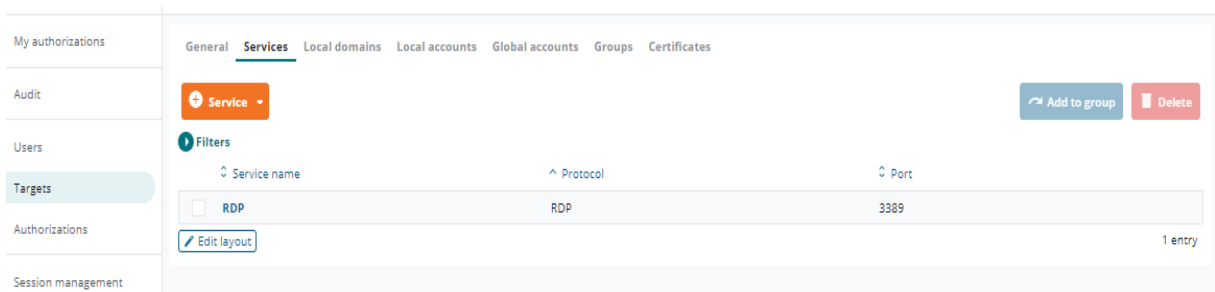 My authorizations
Audit
Users
Targets
Authorizations
Session management
General Services Local domains Local accounts Global accounts Groups Certificates
Service
Add to group Delete
Filters
Service name Protocol Port
RDP RDP 3389
Edit layout 1 entry